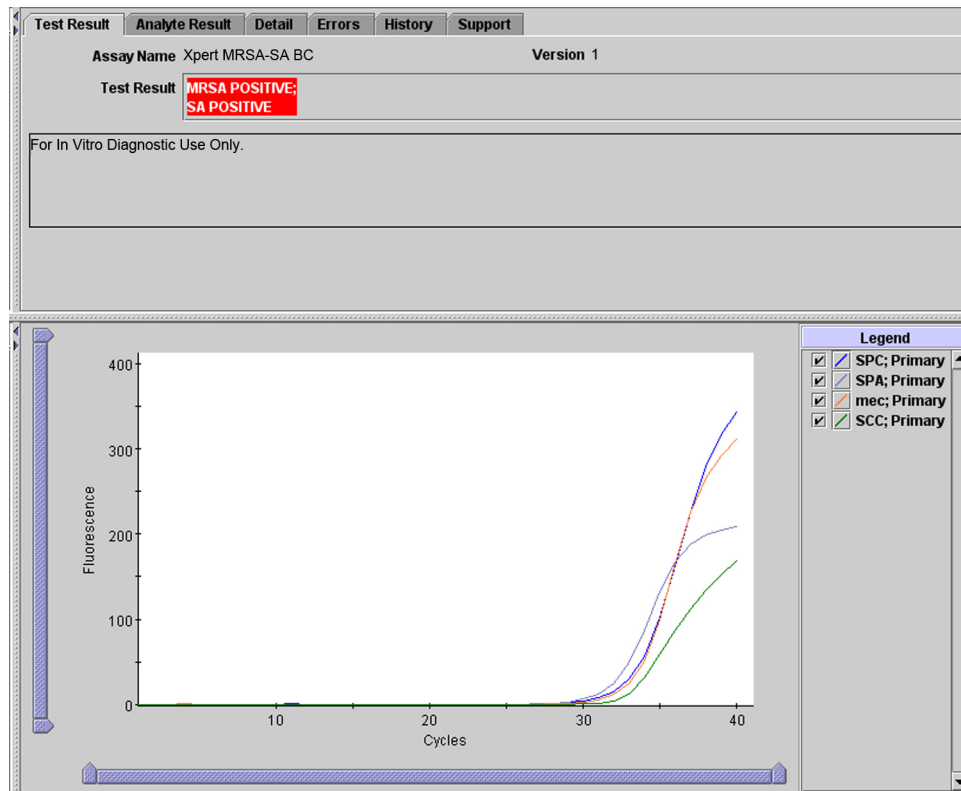 Test Result Analyte Result Detail Errors History Support
Assay Name Xpert MRSA-SA BC Version 1
Test Result MRSA POSITIVE;
SA POSITIVE
For In Vitro Diagnostic Use Only.
Legend
SPC; Primary
SPA; Primary
mec; Primary
SCC; Primary
400
300
200
100
0
Fluorescence
10 20 30 40
Cycles